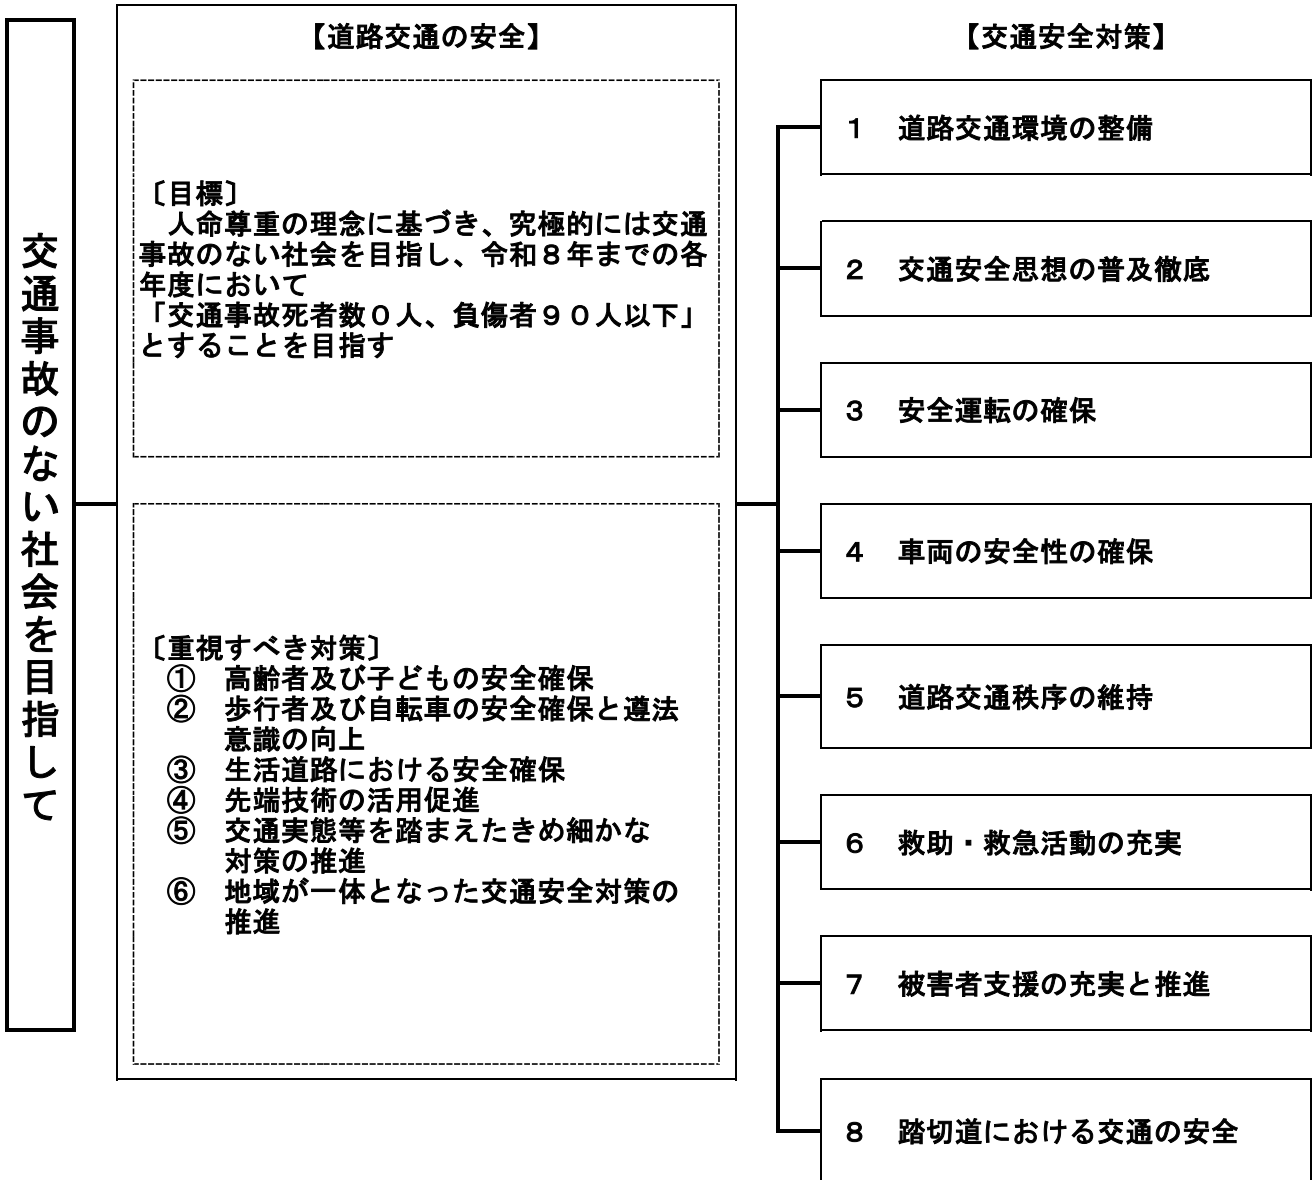 交通事故のない社会を目指して
【道路交通の安全】
〔目標〕
　人命尊重の理念に基づき、究極的には交通
事故のない社会を目指し、令和８年までの各
年度において
「交通事故死者数０人、負傷者９０人以下」
とすることを目指す
〔重視すべき対策〕
①　高齢者及び子どもの安全確保
②　歩行者及び自転車の安全確保と遵法
意識の向上
③　生活道路における安全確保
④　先端技術の活用促進
⑤　交通実態等を踏まえたきめ細かな
対策の推進
⑥　地域が一体となった交通安全対策の
推進
【交通安全対策】
１　道路交通環境の整備
２　交通安全思想の普及徹底
３　安全運転の確保
４　車両の安全性の確保
５　道路交通秩序の維持
６　救助・救急活動の充実
７　被害者支援の充実と推進
８　踏切道における交通の安全